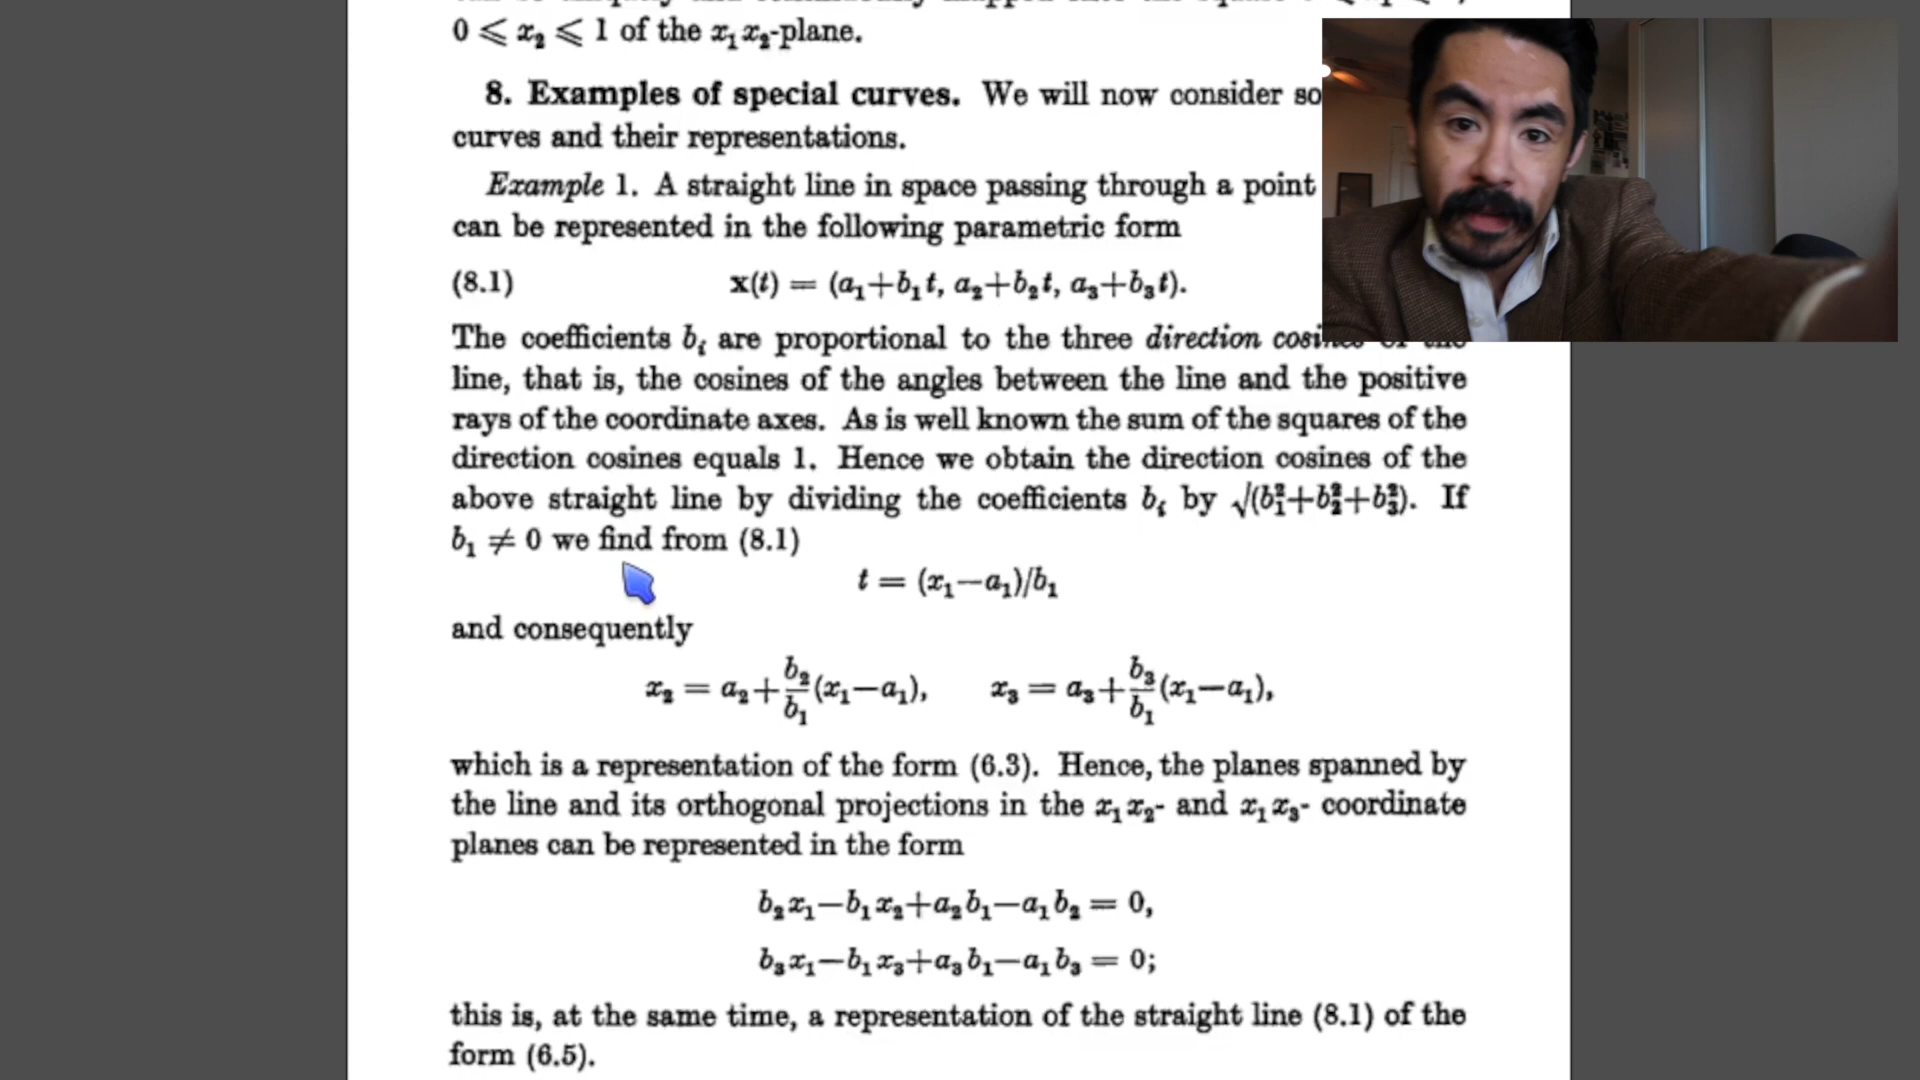 0 ⩽ x₂ ⩽ 1 of the x₁x₂-plane.
8. Examples of special curves. We will now consider so
curves and their representations.
Example 1. A straight line in space passing through a point
can be represented in the following parametric form
(8.1) x(t) = (a₁+b₁t, a₂+b₂t, a₃+b₃t).
The coefficients bᵢ are proportional to the three direction cosines of the
line, that is, the cosines of the angles between the line and the positive
rays of the coordinate axes. As is well known the sum of the squares of the
direction cosines equals 1. Hence we obtain the direction cosines of the
above straight line by dividing the coefficients bᵢ by √(b₁²+b₂²+b₃²). If
b₁ ≠ 0 we find from (8.1)
t = (x₁−a₁)/b₁
and consequently
x₂ = a₂+b₂/b₁(x₁−a₁), x₃ = a₃+b₃/b₁(x₁−a₁),
which is a representation of the form (6.3). Hence, the planes spanned by
the line and its orthogonal projections in the x₁x₂- and x₁x₃- coordinate
planes can be represented in the form
b₂x₁−b₁x₂+a₂b₁−a₁b₂ = 0,
b₃x₁−b₁x₃+a₃b₁−a₁b₃ = 0;
this is, at the same time, a representation of the straight line (8.1) of the
form (6.5).